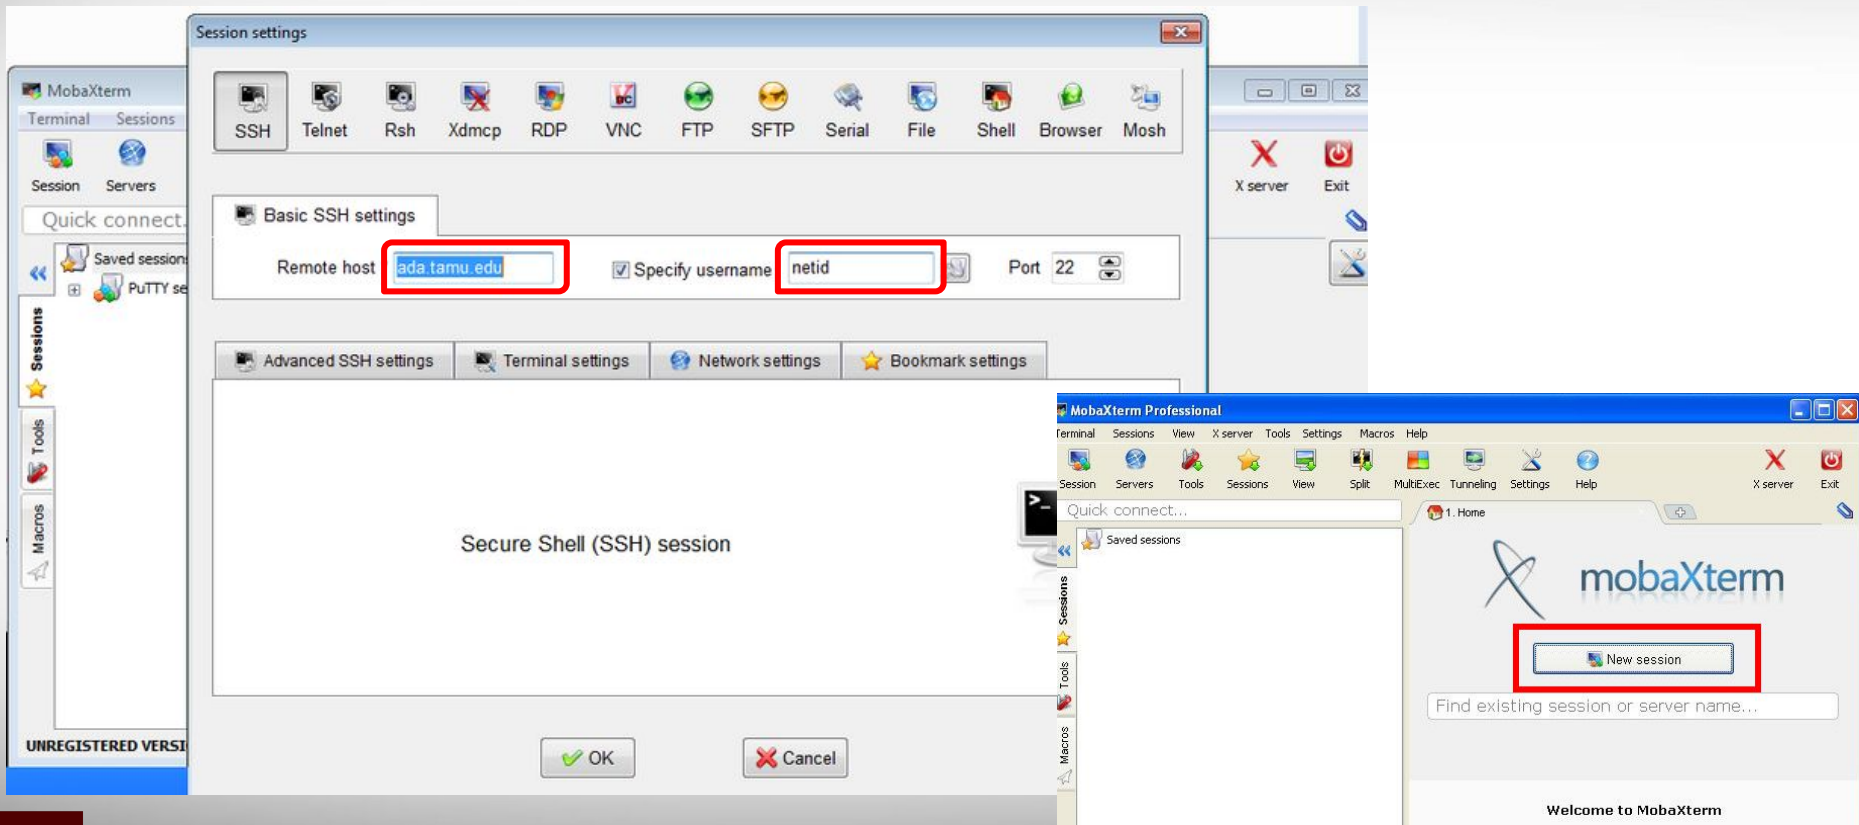 Session settings
MobaXterm
Terminal Sessions
Session Servers
Quick connect.
Saved session
PuTTY se
Sessions
Tools
Macros
UNREGISTERED VERSI
SSH Telnet Rsh Xdmcp RDP VNC FTP SFTP Serial File Shell Browser Mosh
X server Exit
Basic SSH settings
Remote host ada.tamu.edu Specify username netid Port 22
Advanced SSH settings Terminal settings Network settings Bookmark settings
Secure Shell (SSH) session
>_
OK Cancel
MobaXterm Professional
Terminal Sessions View X server Tools Settings Macros Help
Session Servers Tools Sessions View Split MultiExec Tunneling Settings Help X server Exit
Quick connect...
1. Home
Saved sessions
Sessions
Tools
Macros
mobaXterm
New session
Find existing session or server name...
Welcome to MobaXterm